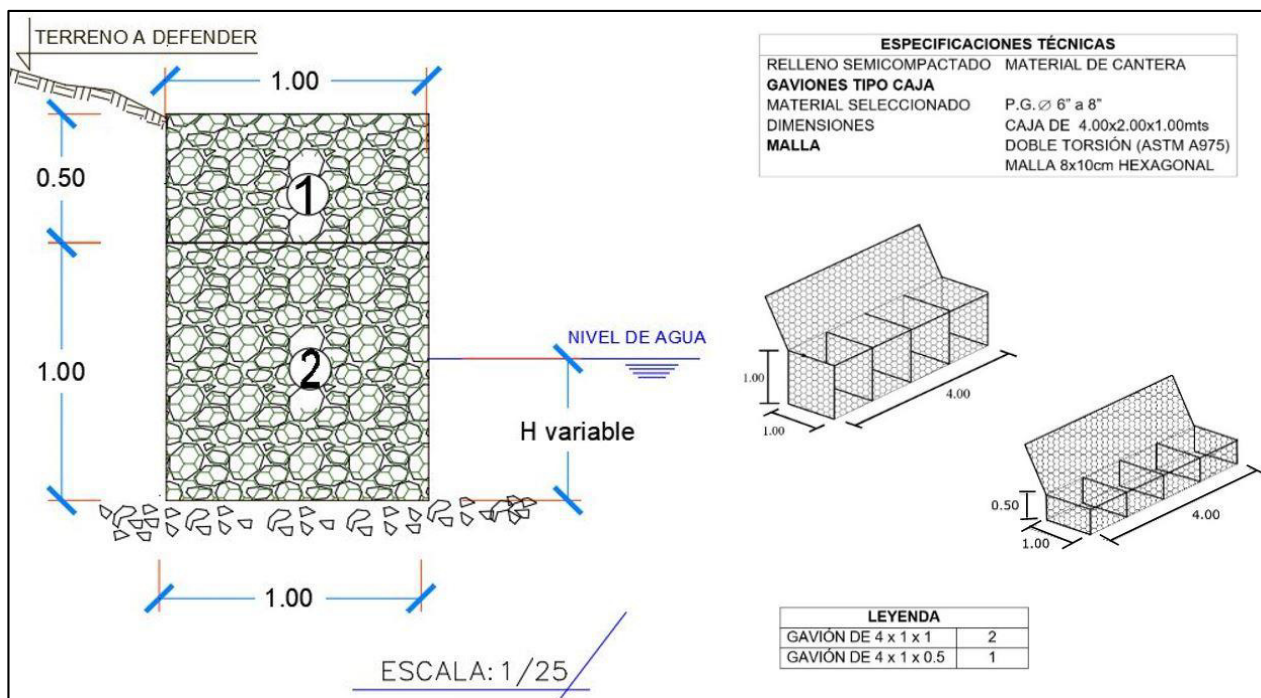 TERRENO A DEFENDER
1.00
0.50
1.00
1
2
NIVEL DE AGUA
H variable
1.00
ESCALA: 1/25
ESPECIFICACIONES TÉCNICAS
RELLENO SEMICOMPACTADO MATERIAL DE CANTERA
GAVIONES TIPO CAJA
MATERIAL SELECCIONADO P.G. ∅ 6" a 8"
DIMENSIONES CAJA DE 4.00x2.00x1.00mts
MALLA DOBLE TORSIÓN (ASTM A975)
MALLA 8x10cm HEXAGONAL
1.00
1.00
4.00
0.50
1.00
4.00
LEYENDA
GAVIÓN DE 4 x 1 x 1 2
GAVIÓN DE 4 x 1 x 0.5 1